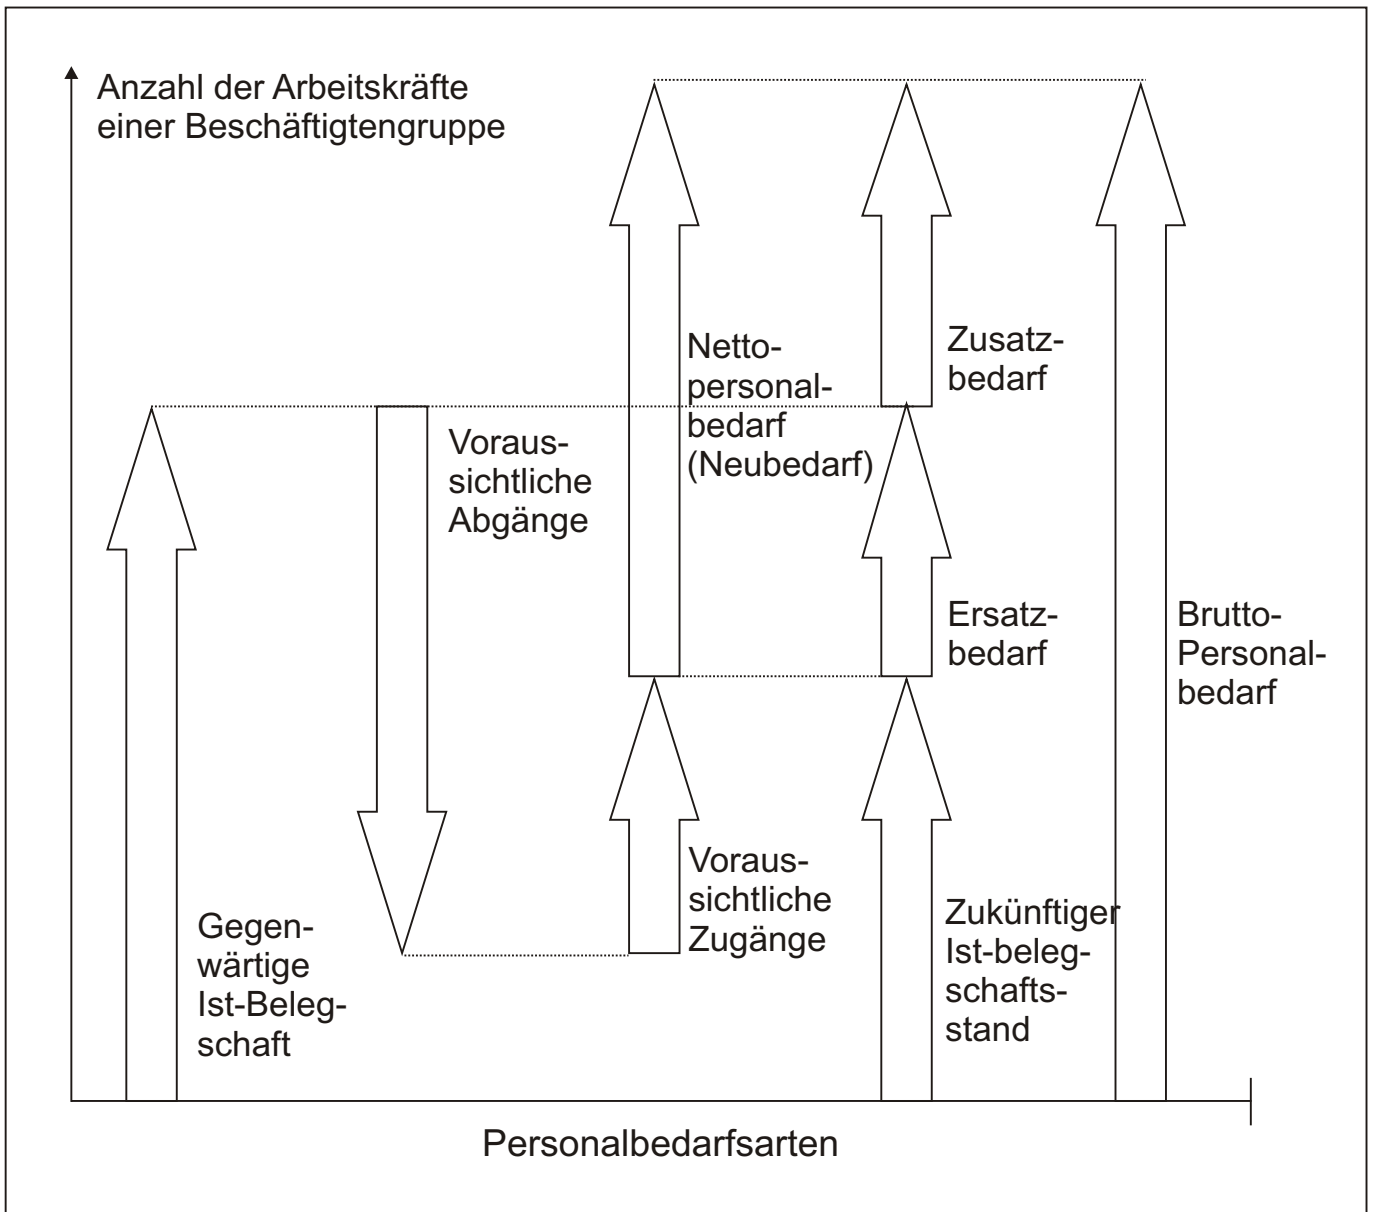 Anzahl der Arbeitskräfte
einer Beschäftigtengruppe
Netto-
personal-
bedarf
(Neubedarf)
Zusatz-
bedarf
Voraus-
sichtliche
Abgänge
Ersatz-
bedarf
Brutto-
Personal-
bedarf
Voraus-
sichtliche
Zugänge
Gegen-
wärtige
Ist-Beleg-
schaft
Zukünftiger
Ist-beleg-
schafts-
stand
Personalbedarfsarten